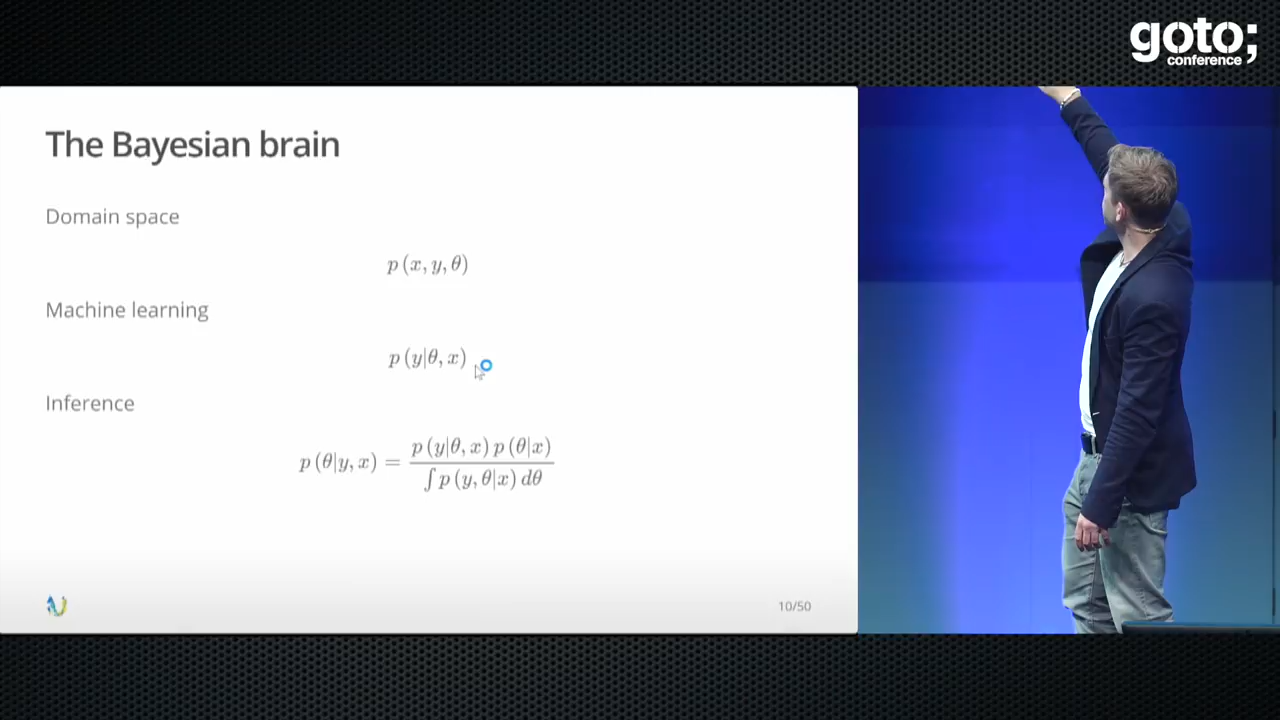 goto;
conference
The Bayesian brain
Domain space
p (x, y, θ)
Machine learning
p (y|θ, x)
Inference
p (θ|y, x) = p (y|θ, x) p (θ|x) / ∫ p (y, θ|x) dθ
10/50